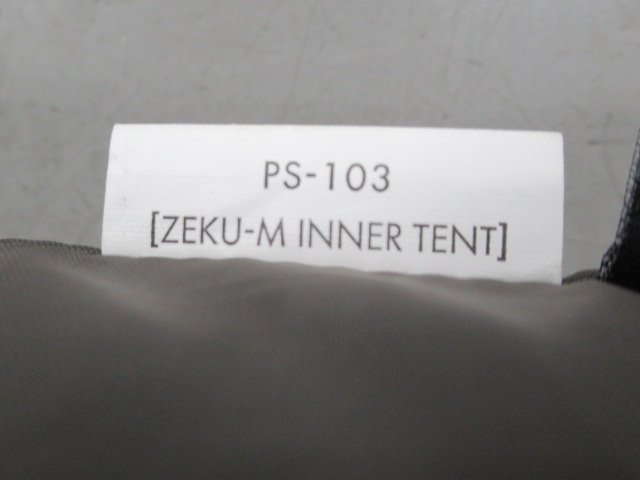 PS-103
[ZEKU-M INNER TENT]